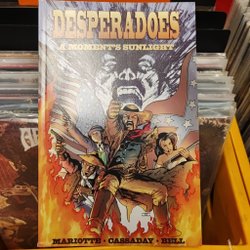 DESPERADOES
A MOMENT'S SUNLIGHT
MARIOTTE · CASSADAY · BELL